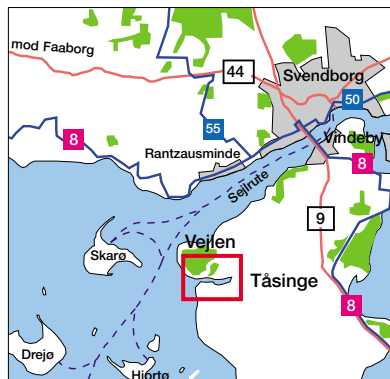 mod Faaborg
44
Svendborg
50
55
8
Rantzausminde
Vindeby
8
Sejlrute
9
Vejlen
Skarø
Tåsinge
8
Drejø
Hjortø